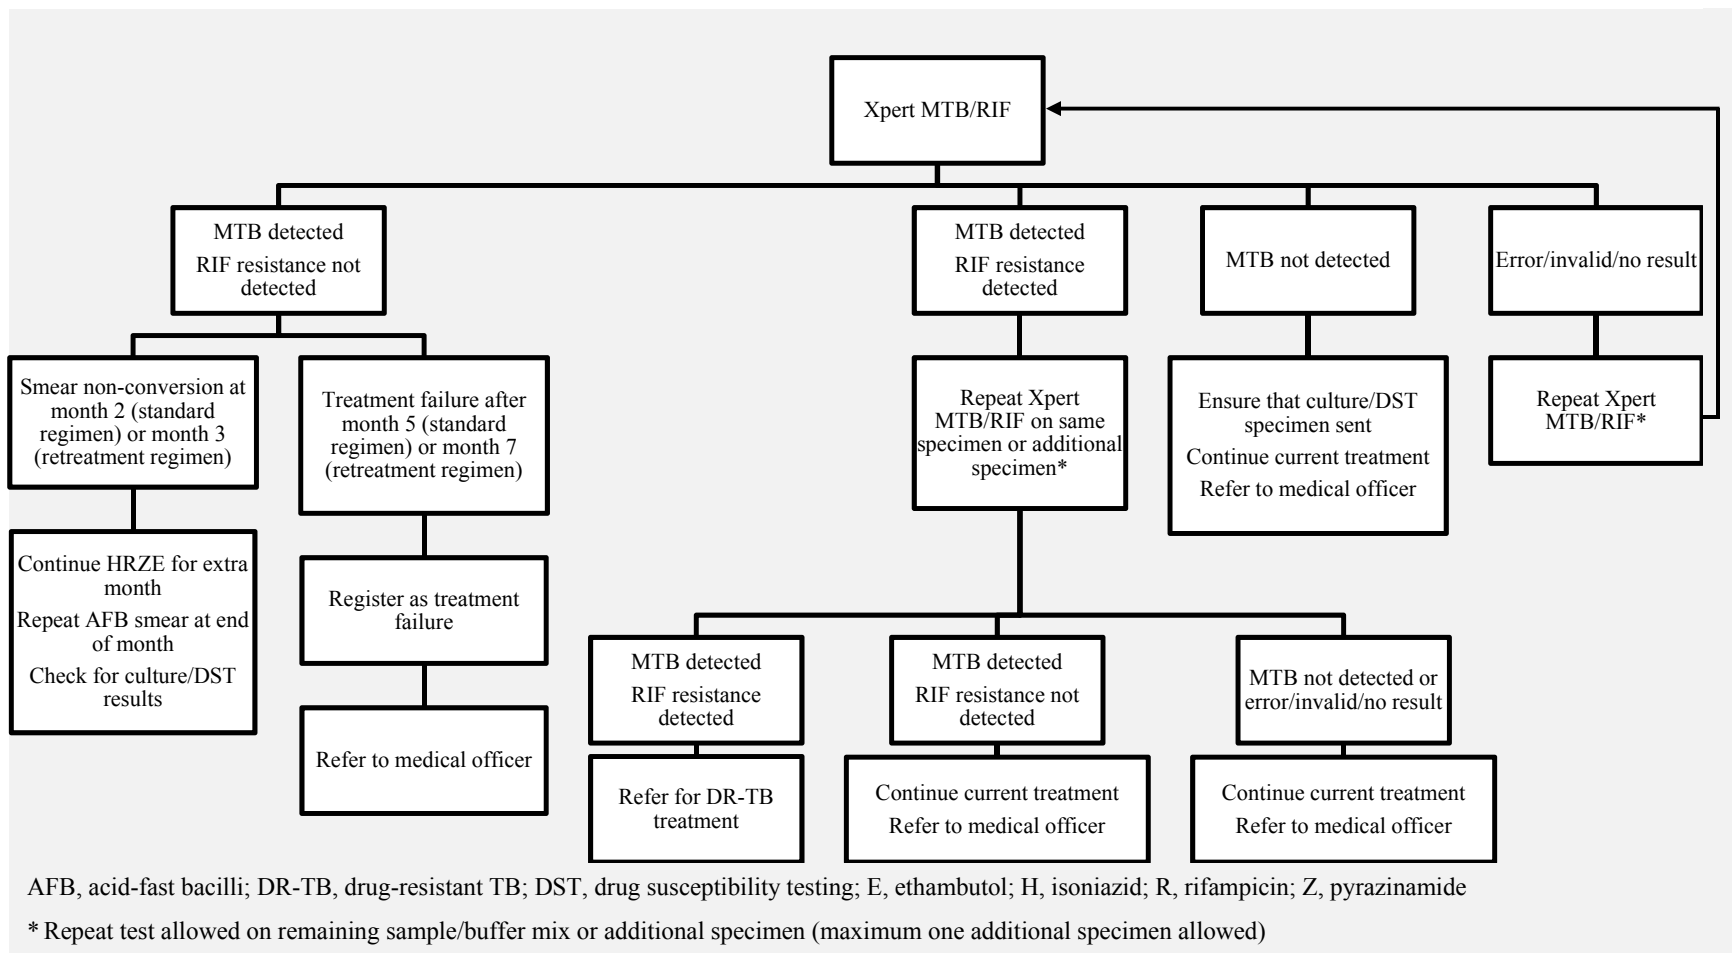 Xpert MTB/RIF
MTB detected
RIF resistance not
detected
MTB detected
RIF resistance
detected
MTB not detected
Error/invalid/no result
Smear non-conversion at
month 2 (standard
regimen) or month 3
(retreatment regimen)
Treatment failure after
month 5 (standard
regimen) or month 7
(retreatment regimen)
Repeat Xpert
MTB/RIF on same
specimen or additional
specimen*
Ensure that culture/DST
specimen sent
Continue current treatment
Refer to medical officer
Repeat Xpert
MTB/RIF*
Continue HRZE for extra
month
Repeat AFB smear at end
of month
Check for culture/DST
results
Register as treatment
failure
Refer to medical officer
MTB detected
RIF resistance
detected
MTB detected
RIF resistance not
detected
MTB not detected or
error/invalid/no result
Refer for DR-TB
treatment
Continue current treatment
Refer to medical officer
Continue current treatment
Refer to medical officer
AFB, acid-fast bacilli; DR-TB, drug-resistant TB; DST, drug susceptibility testing; E, ethambutol; H, isoniazid; R, rifampicin; Z, pyrazinamide
* Repeat test allowed on remaining sample/buffer mix or additional specimen (maximum one additional specimen allowed)